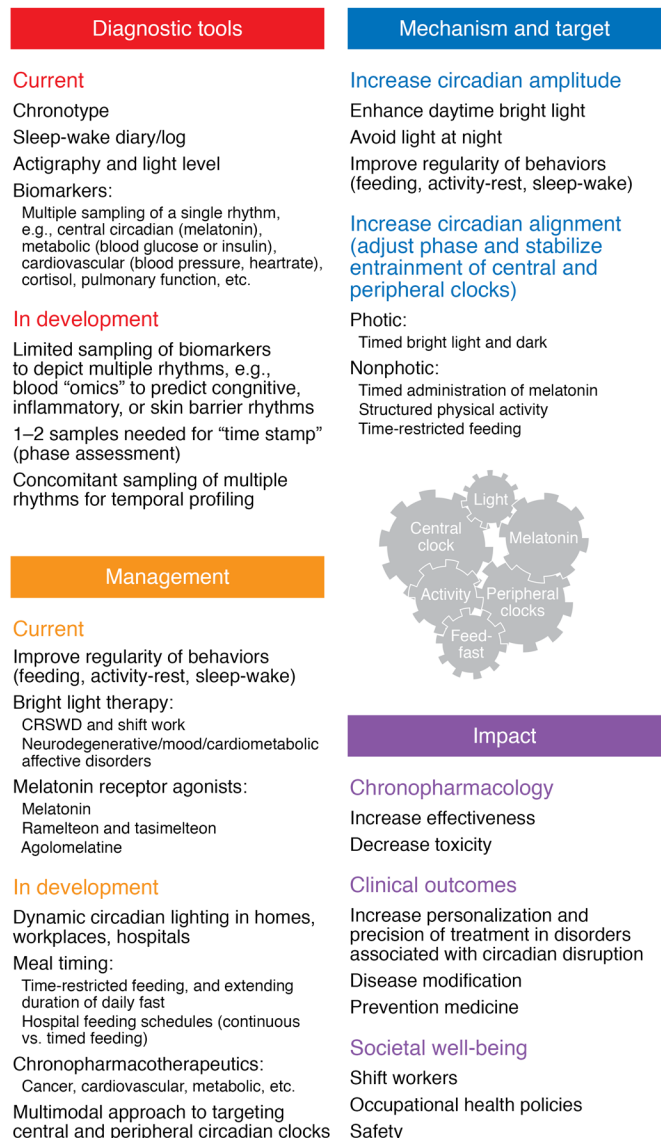 Diagnostic tools
Current
Chronotype
Sleep-wake diary/log
Actigraphy and light level
Biomarkers:
Multiple sampling of a single rhythm,
e.g., central circadian (melatonin),
metabolic (blood glucose or insulin),
cardiovascular (blood pressure, heartrate),
cortisol, pulmonary function, etc.
In development
Limited sampling of biomarkers
to depict multiple rhythms, e.g.,
blood “omics” to predict congnitive,
inflammatory, or skin barrier rhythms
1–2 samples needed for “time stamp”
(phase assessment)
Concomitant sampling of multiple
rhythms for temporal profiling
Mechanism and target
Increase circadian amplitude
Enhance daytime bright light
Avoid light at night
Improve regularity of behaviors
(feeding, activity-rest, sleep-wake)
Increase circadian alignment
(adjust phase and stabilize
entrainment of central and
peripheral clocks)
Photic:
Timed bright light and dark
Nonphotic:
Timed administration of melatonin
Structured physical activity
Time-restricted feeding
Light
Central
clock
Melatonin
Activity
Peripheral
clocks
Feed-
fast
Management
Current
Improve regularity of behaviors
(feeding, activity-rest, sleep-wake)
Bright light therapy:
CRSWD and shift work
Neurodegenerative/mood/cardiometabolic
affective disorders
Melatonin receptor agonists:
Melatonin
Ramelteon and tasimelteon
Agolomelatine
In development
Dynamic circadian lighting in homes,
workplaces, hospitals
Meal timing:
Time-restricted feeding, and extending
duration of daily fast
Hospital feeding schedules (continuous
vs. timed feeding)
Chronopharmacotherapeutics:
Cancer, cardiovascular, metabolic, etc.
Multimodal approach to targeting
central and peripheral circadian clocks
Impact
Chronopharmacology
Increase effectiveness
Decrease toxicity
Clinical outcomes
Increase personalization and
precision of treatment in disorders
associated with circadian disruption
Disease modification
Prevention medicine
Societal well-being
Shift workers
Occupational health policies
Safety